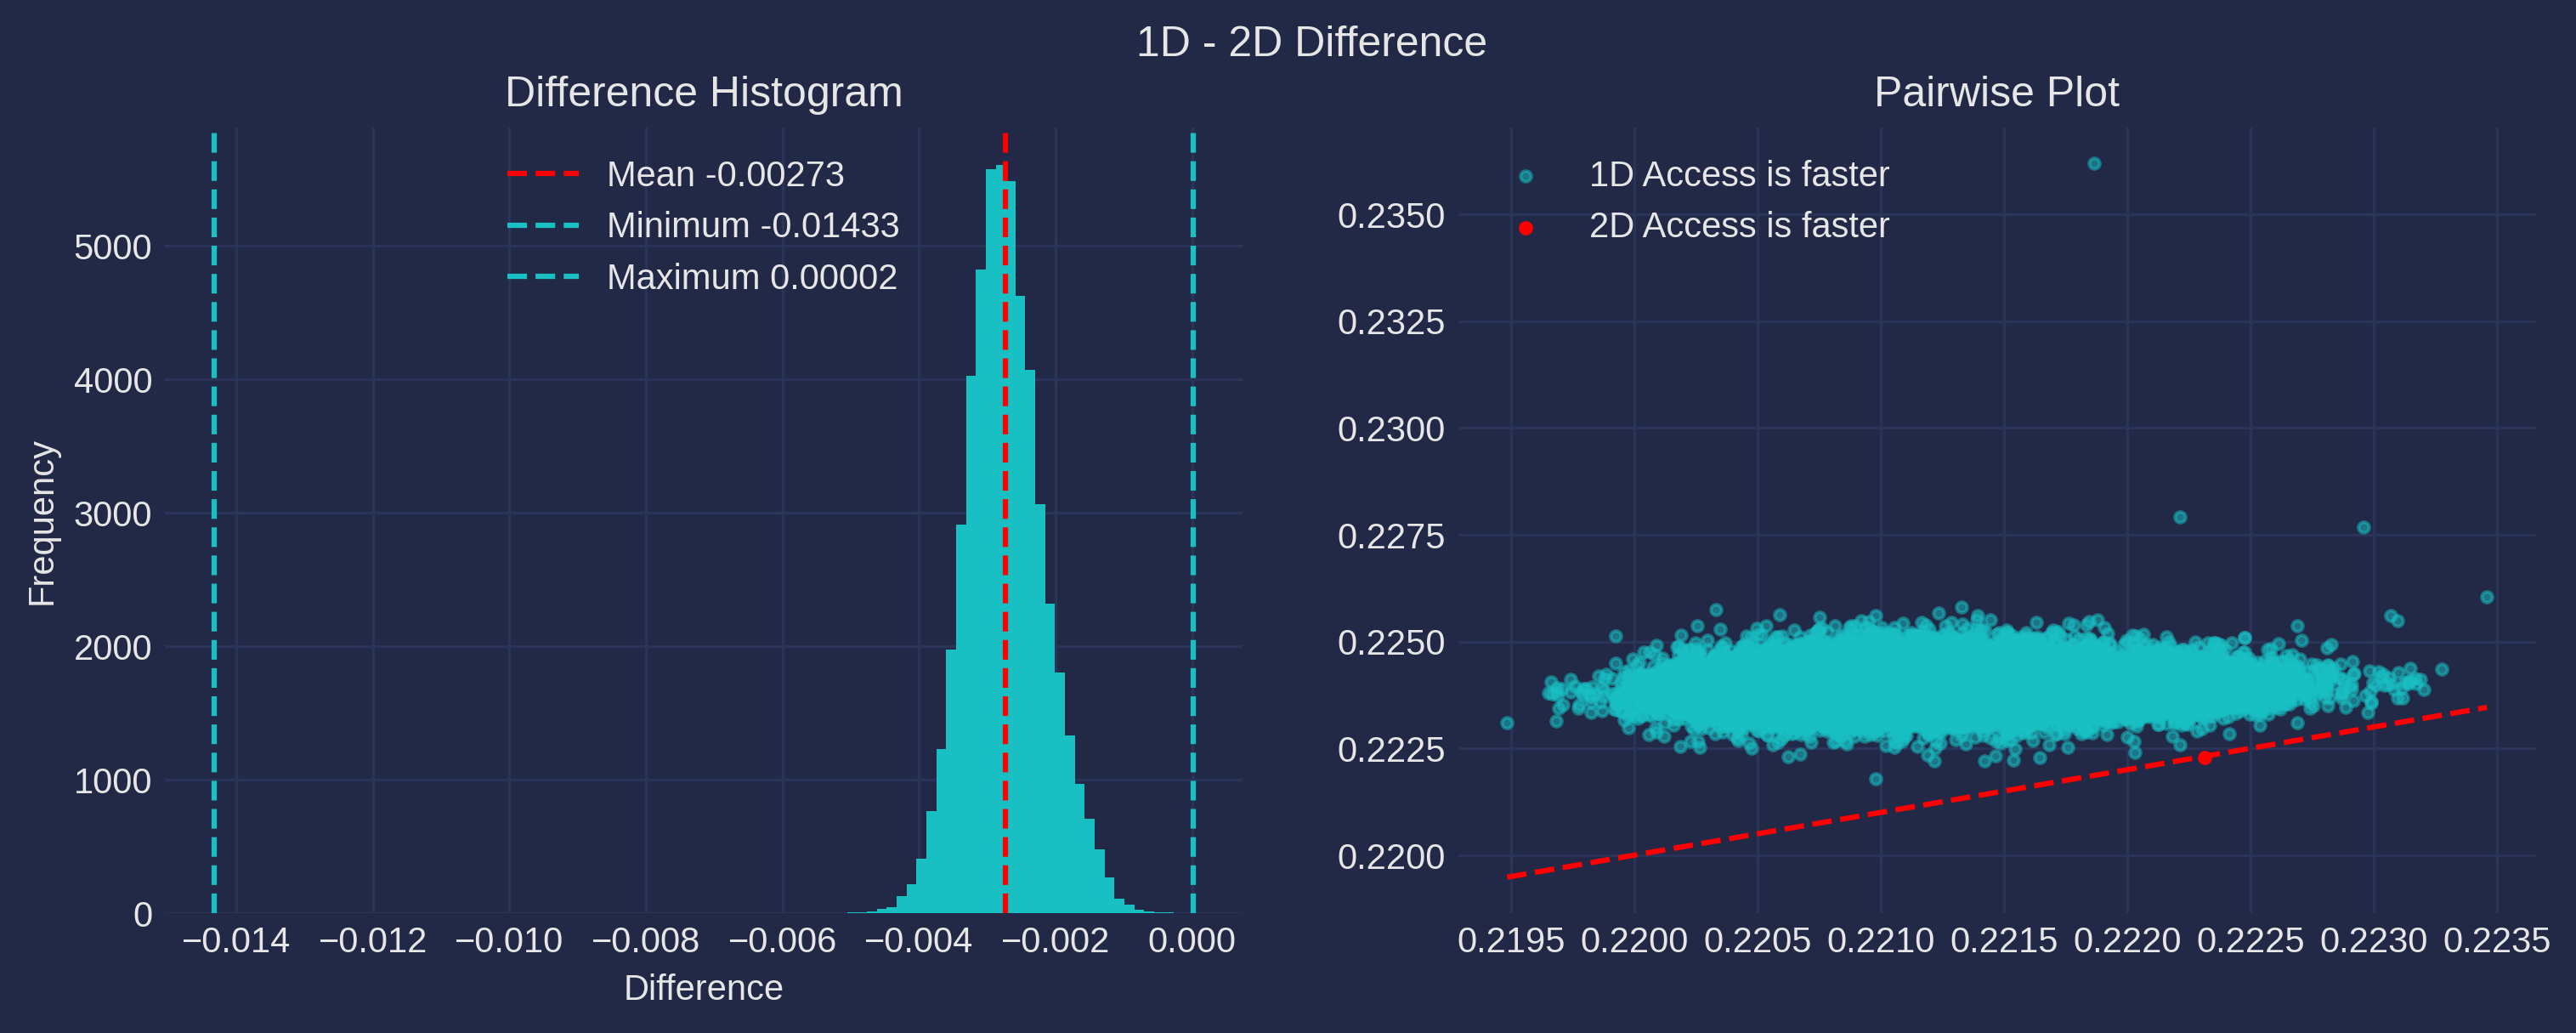 1D - 2D Difference
Difference Histogram
Mean -0.00273
Minimum -0.01433
Maximum 0.00002
Frequency
5000
4000
3000
2000
1000
0
−0.014 −0.012 −0.010 −0.008 −0.006 −0.004 −0.002 0.000
Difference
Pairwise Plot
1D Access is faster
2D Access is faster
0.2350
0.2325
0.2300
0.2275
0.2250
0.2225
0.2200
0.2195 0.2200 0.2205 0.2210 0.2215 0.2220 0.2225 0.2230 0.2235